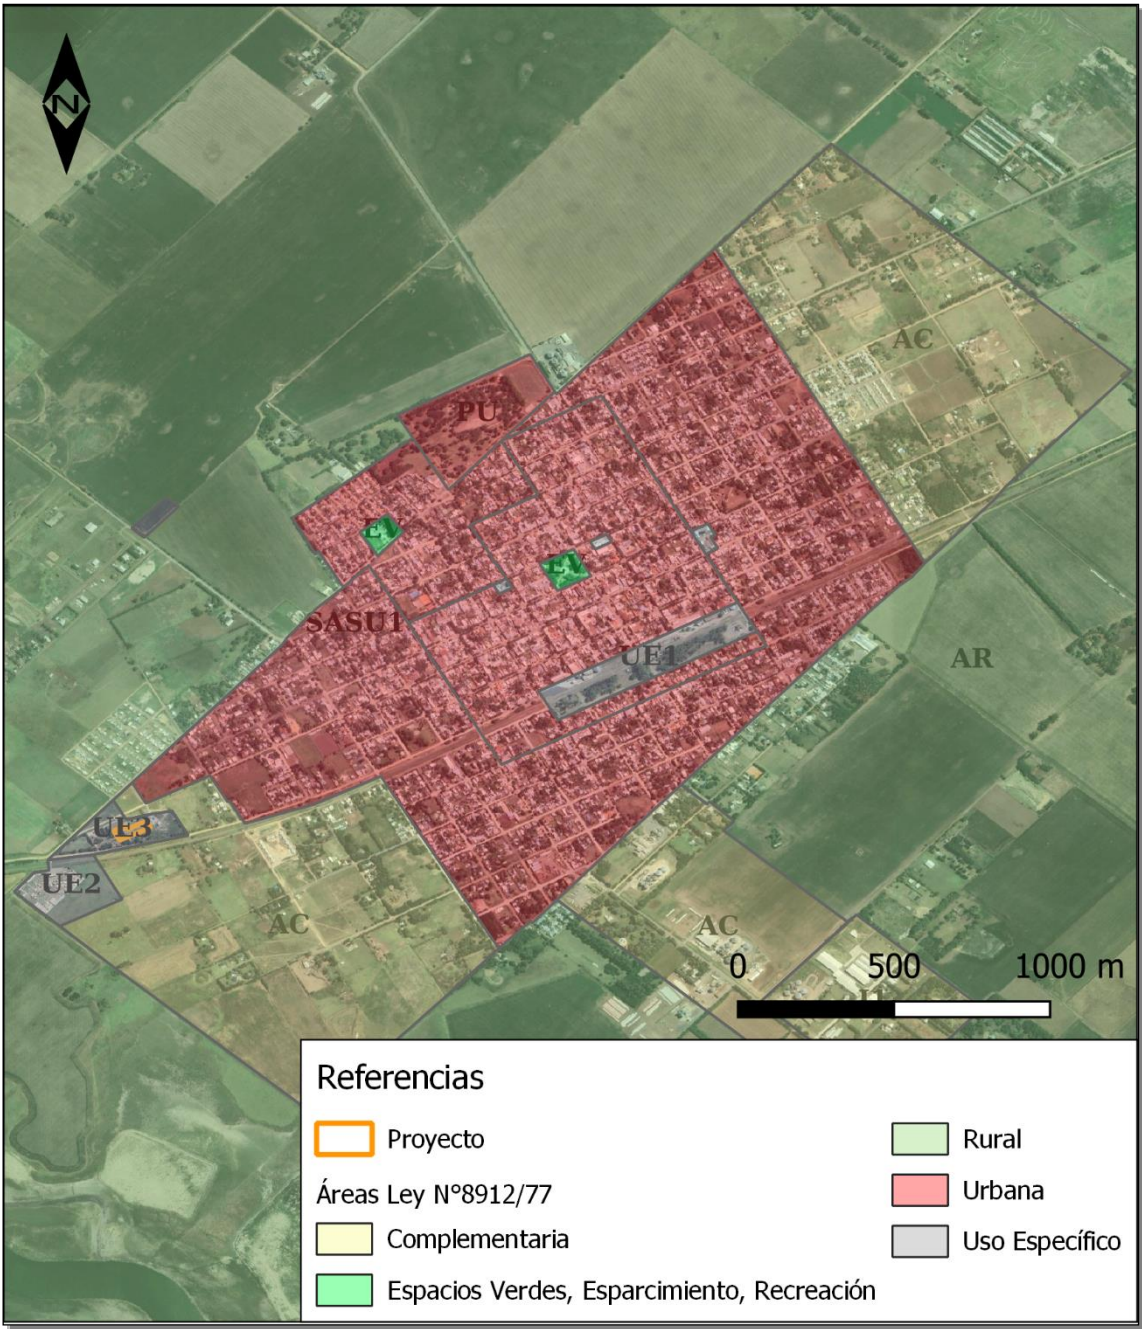 N
AC
PU
SASU1
UE1
AR
UE3
UE2
AC
AC
0 500 1000 m
Referencias
Proyecto
Áreas Ley N°8912/77
Complementaria
Espacios Verdes, Esparcimiento, Recreación
Rural
Urbana
Uso Específico